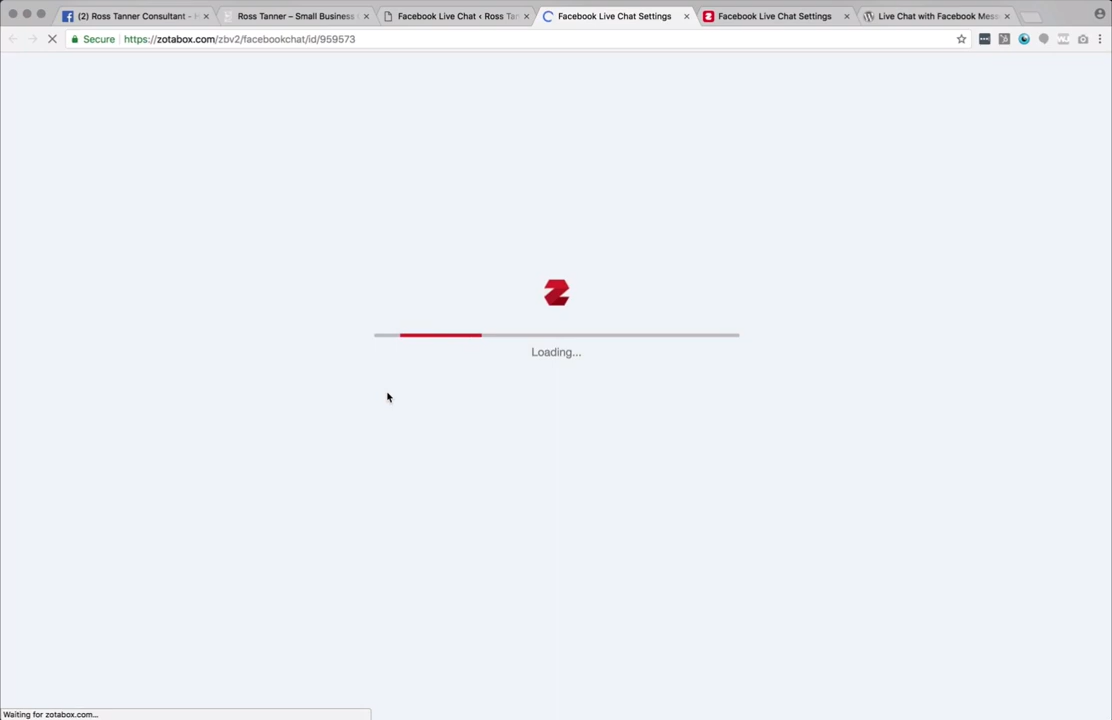 (2) Ross Tanner Consultant - H
Ross Tanner – Small Business C
Facebook Live Chat ‹ Ross Tan
Facebook Live Chat Settings
Facebook Live Chat Settings
Live Chat with Facebook Mess
Secure
https://zotabox.com/zbv2/facebookchat/id/959573
Loading...
Waiting for zotabox.com...